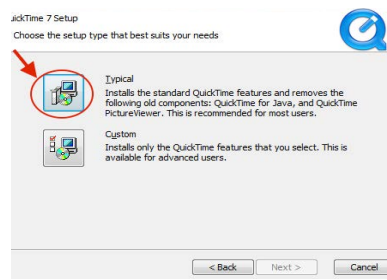 uickTime 7 Setup
Choose the setup type that best suits your needs
Typical
Installs the standard QuickTime features and removes the
following old components: QuickTime for Java, and QuickTime
PictureViewer. This is recommended for most users.
Custom
Installs only the QuickTime features that you select. This is
available for advanced users.
< Back
Next >
Cancel